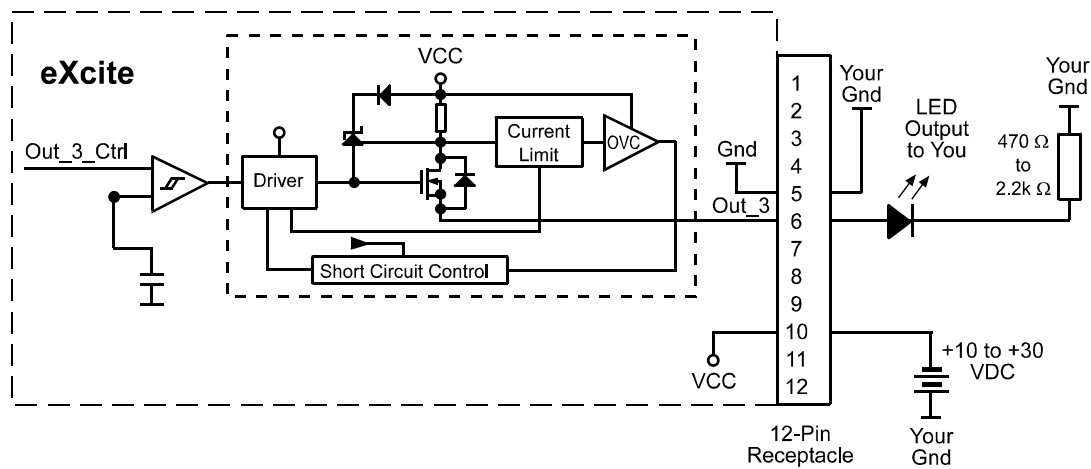 eXcite
VCC
Out_3_Ctrl
Driver
Current
Limit
OVC
Short Circuit Control
Gnd
Out_3
VCC
1
2
3
4
5
6
7
8
9
10
11
12
12-Pin
Receptacle
Your
Gnd
LED
Output
to You
Your
Gnd
470 Ω
to
2.2k Ω
+10 to +30
VDC
Your
Gnd